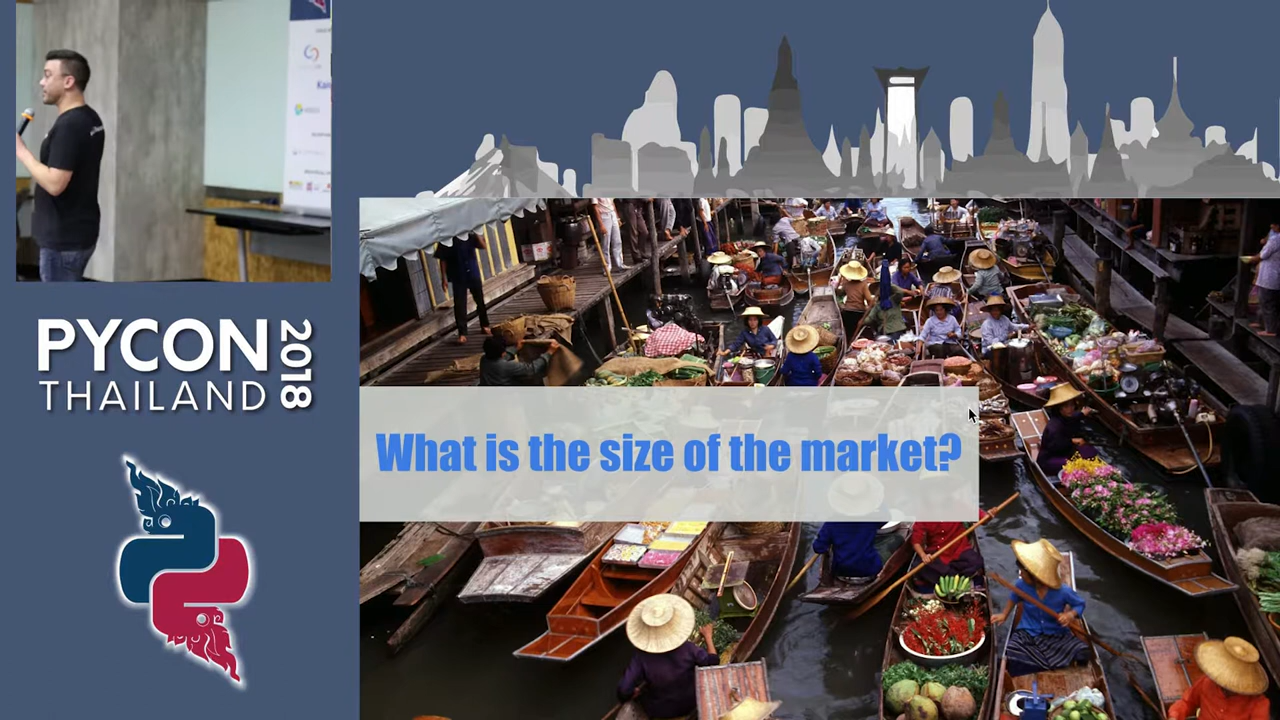 PYCON
THAILAND
2018
What is the size of the market?